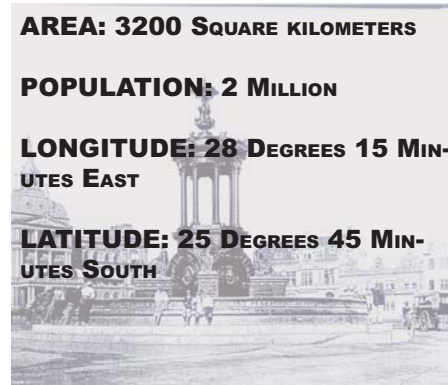 AREA: 3200 SQUARE KILOMETERS
POPULATION: 2 MILLION
LONGITUDE: 28 DEGREES 15 MIN-
UTES EAST
LATITUDE: 25 DEGREES 45 MIN-
UTES SOUTH